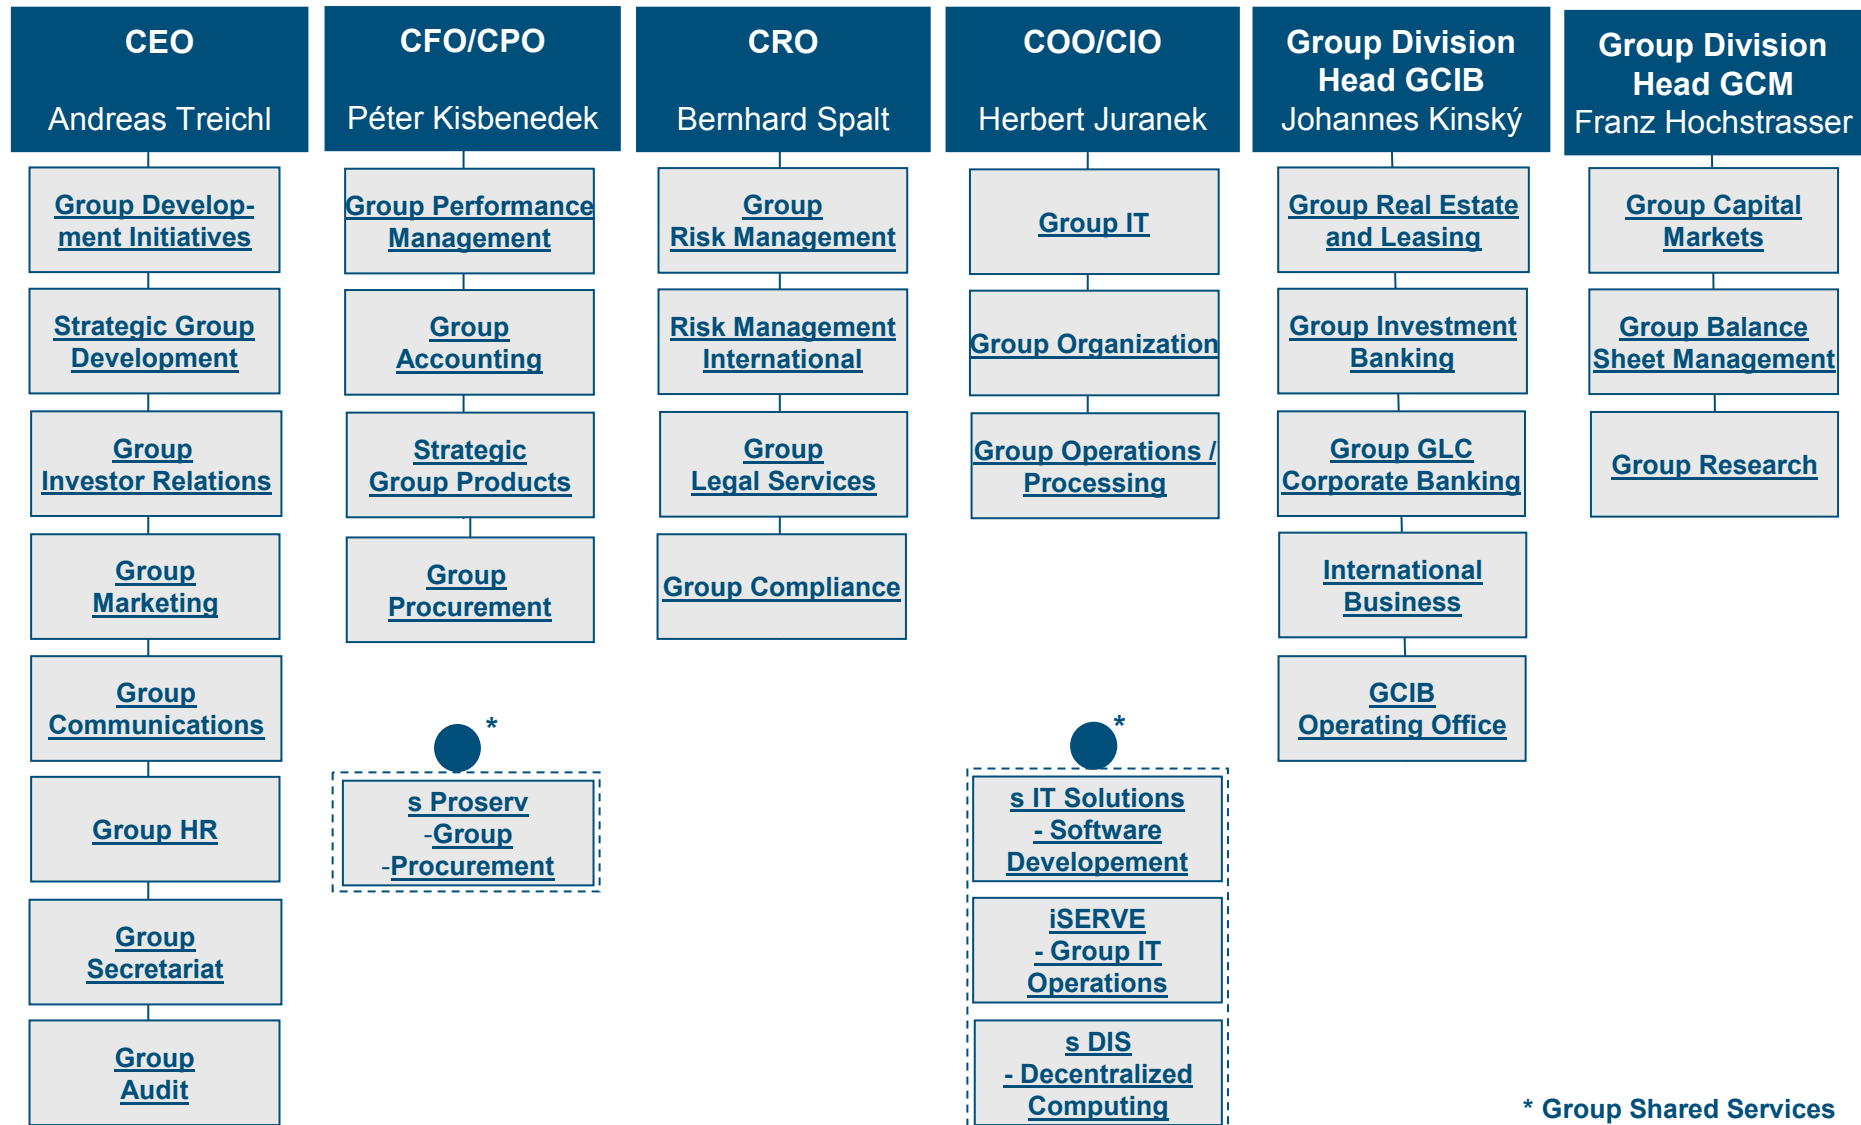 CEO
Andreas Treichl
Group Develop-
ment Initiatives
Strategic Group
Development
Group
Investor Relations
Group
Marketing
Group
Communications
Group HR
Group
Secretariat
Group
Audit
CFO/CPO
Péter Kisbenedek
Group Performance
Management
Group
Accounting
Strategic
Group Products
Group
Procurement
*
s Proserv
-Group
-Procurement
CRO
Bernhard Spalt
Group
Risk Management
Risk Management
International
Group
Legal Services
Group Compliance
COO/CIO
Herbert Juranek
Group IT
Group Organization
Group Operations /
Processing
*
s IT Solutions
- Software
Developement
iSERVE
- Group IT
Operations
s DIS
- Decentralized
Computing
Group Division
Head GCIB
Johannes Kinský
Group Real Estate
and Leasing
Group Investment
Banking
Group GLC
Corporate Banking
International
Business
GCIB
Operating Office
Group Division
Head GCM
Franz Hochstrasser
Group Capital
Markets
Group Balance
Sheet Management
Group Research
* Group Shared Services